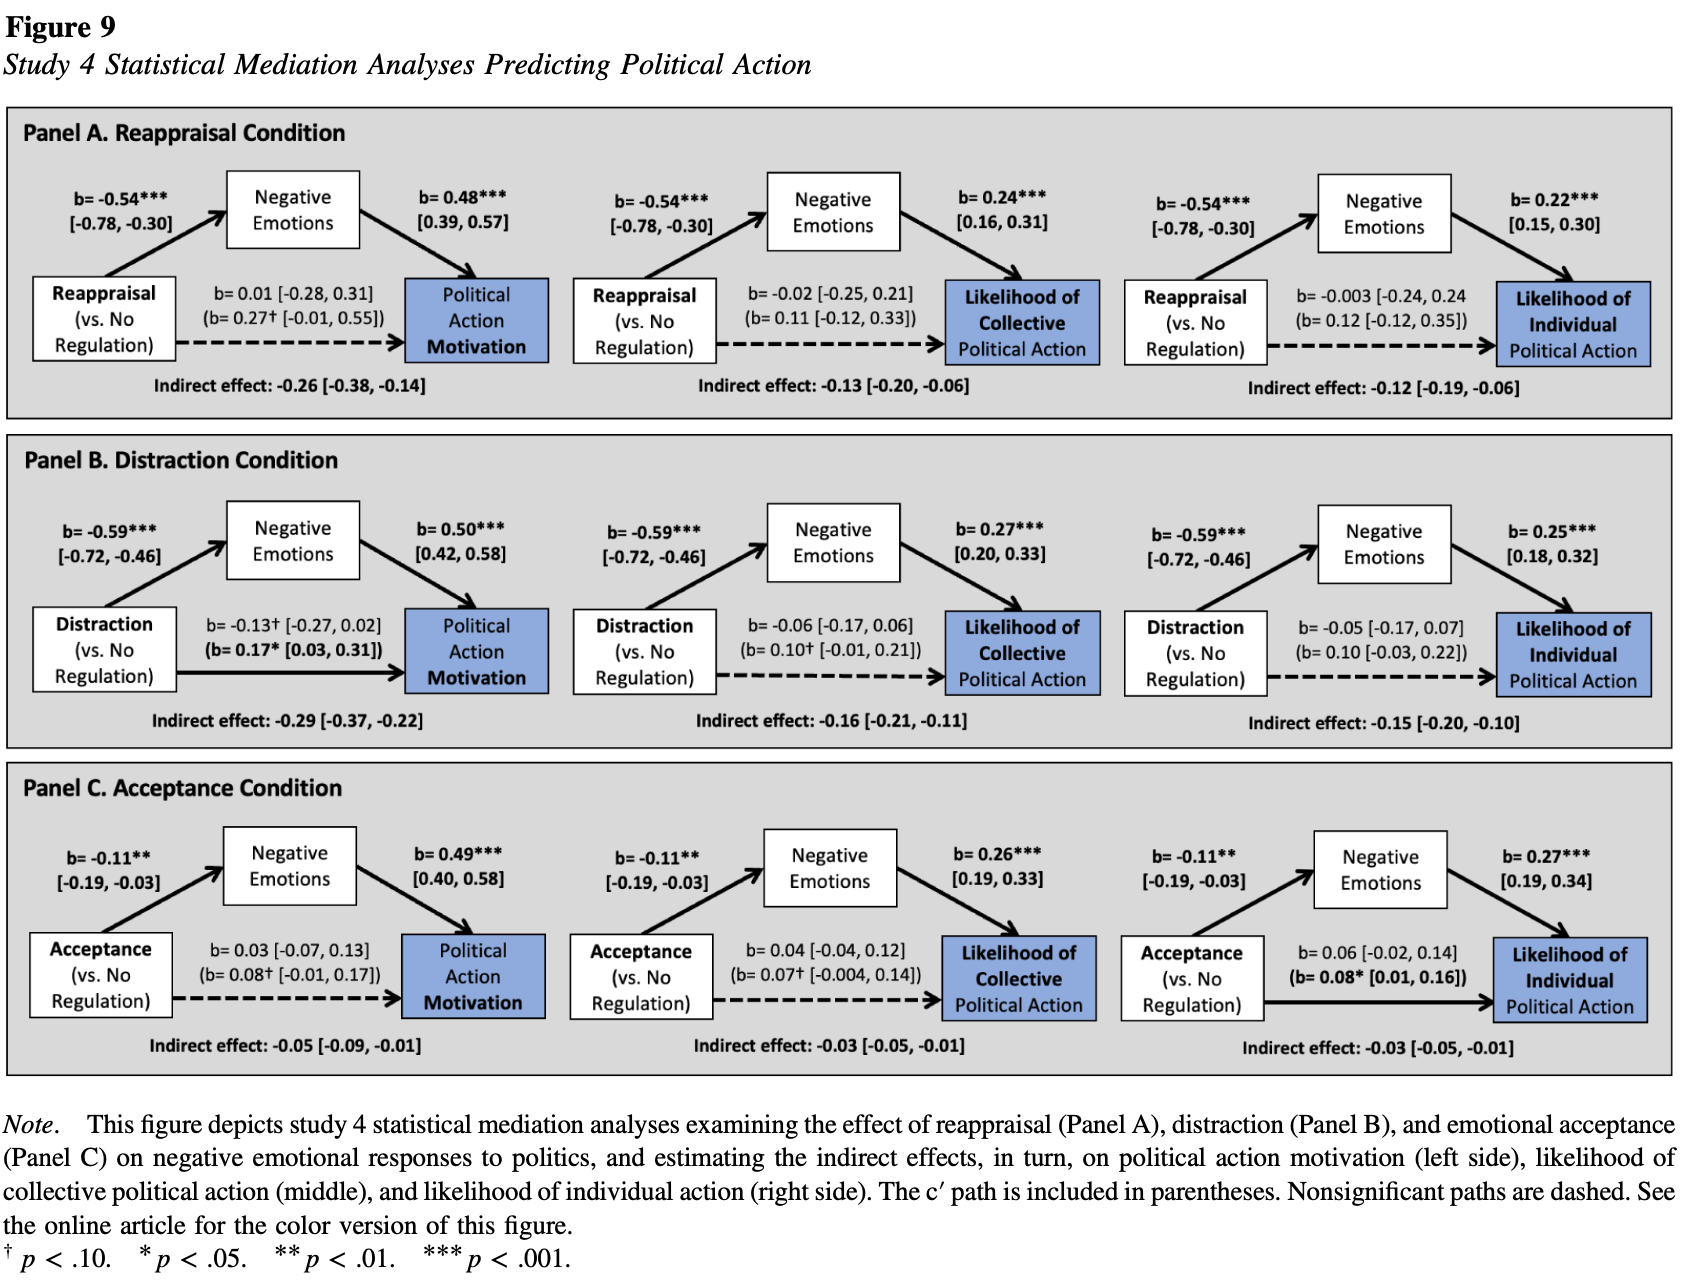 Figure 9
Study 4 Statistical Mediation Analyses Predicting Political Action
Panel A. Reappraisal Condition
b= -0.54***
[-0.78, -0.30]
Negative
Emotions
b= 0.48***
[0.39, 0.57]
Reappraisal
(vs. No
Regulation)
b= 0.01 [-0.28, 0.31]
(b= 0.27† [-0.01, 0.55])
Political
Action
Motivation
Indirect effect: -0.26 [-0.38, -0.14]
b= -0.54***
[-0.78, -0.30]
Negative
Emotions
b= 0.24***
[0.16, 0.31]
Reappraisal
(vs. No
Regulation)
b= -0.02 [-0.25, 0.21]
(b= 0.11 [-0.12, 0.33])
Likelihood of
Collective
Political Action
Indirect effect: -0.13 [-0.20, -0.06]
b= -0.54***
[-0.78, -0.30]
Negative
Emotions
b= 0.22***
[0.15, 0.30]
Reappraisal
(vs. No
Regulation)
b= -0.003 [-0.24, 0.24
(b= 0.12 [-0.12, 0.35])
Likelihood of
Individual
Political Action
Indirect effect: -0.12 [-0.19, -0.06]
Panel B. Distraction Condition
b= -0.59***
[-0.72, -0.46]
Negative
Emotions
b= 0.50***
[0.42, 0.58]
Distraction
(vs. No
Regulation)
b= -0.13† [-0.27, 0.02]
(b= 0.17* [0.03, 0.31])
Political
Action
Motivation
Indirect effect: -0.29 [-0.37, -0.22]
b= -0.59***
[-0.72, -0.46]
Negative
Emotions
b= 0.27***
[0.20, 0.33]
Distraction
(vs. No
Regulation)
b= -0.06 [-0.17, 0.06]
(b= 0.10† [-0.01, 0.21])
Likelihood of
Collective
Political Action
Indirect effect: -0.16 [-0.21, -0.11]
b= -0.59***
[-0.72, -0.46]
Negative
Emotions
b= 0.25***
[0.18, 0.32]
Distraction
(vs. No
Regulation)
b= -0.05 [-0.17, 0.07]
(b= 0.10 [-0.03, 0.22])
Likelihood of
Individual
Political Action
Indirect effect: -0.15 [-0.20, -0.10]
Panel C. Acceptance Condition
b= -0.11**
[-0.19, -0.03]
Negative
Emotions
b= 0.49***
[0.40, 0.58]
Acceptance
(vs. No
Regulation)
b= 0.03 [-0.07, 0.13]
(b= 0.08† [-0.01, 0.17])
Political
Action
Motivation
Indirect effect: -0.05 [-0.09, -0.01]
b= -0.11**
[-0.19, -0.03]
Negative
Emotions
b= 0.26***
[0.19, 0.33]
Acceptance
(vs. No
Regulation)
b= 0.04 [-0.04, 0.12]
(b= 0.07† [-0.004, 0.14])
Likelihood of
Collective
Political Action
Indirect effect: -0.03 [-0.05, -0.01]
b= -0.11**
[-0.19, -0.03]
Negative
Emotions
b= 0.27***
[0.19, 0.34]
Acceptance
(vs. No
Regulation)
b= 0.06 [-0.02, 0.14]
(b= 0.08* [0.01, 0.16])
Likelihood of
Individual
Political Action
Indirect effect: -0.03 [-0.05, -0.01]
Note. This figure depicts study 4 statistical mediation analyses examining the effect of reappraisal (Panel A), distraction (Panel B), and emotional acceptance
(Panel C) on negative emotional responses to politics, and estimating the indirect effects, in turn, on political action motivation (left side), likelihood of
collective political action (middle), and likelihood of individual action (right side). The c′ path is included in parentheses. Nonsignificant paths are dashed. See
the online article for the color version of this figure.
† p < .10. * p < .05. ** p < .01. *** p < .001.